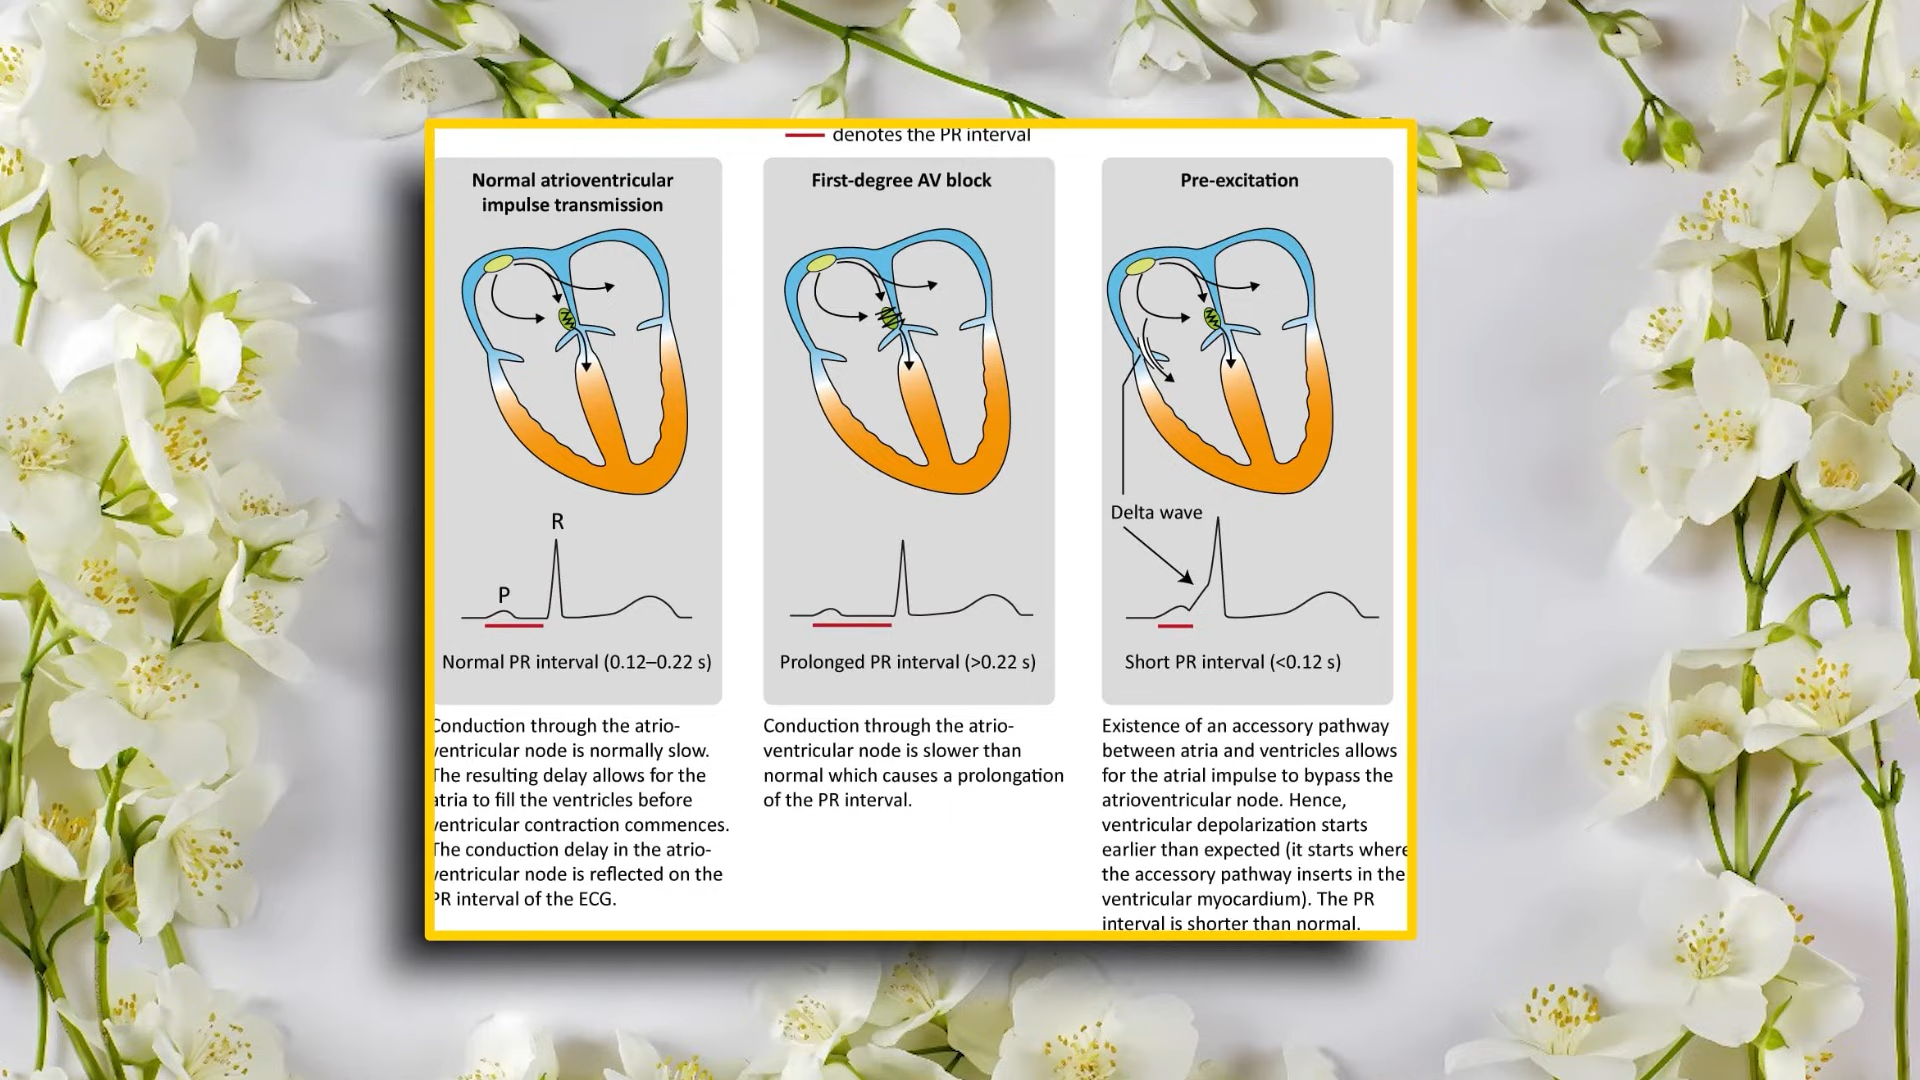 denotes the PR interval
Normal atrioventricular
impulse transmission
R
P
Normal PR interval (0.12–0.22 s)
Conduction through the atrio-
ventricular node is normally slow.
The resulting delay allows for the
atria to fill the ventricles before
ventricular contraction commences.
The conduction delay in the atrio-
ventricular node is reflected on the
PR interval of the ECG.
First-degree AV block
Prolonged PR interval (>0.22 s)
Conduction through the atrio-
ventricular node is slower than
normal which causes a prolongation
of the PR interval.
Pre-excitation
Delta wave
Short PR interval (<0.12 s)
Existence of an accessory pathway
between atria and ventricles allows
for the atrial impulse to bypass the
atrioventricular node. Hence,
ventricular depolarization starts
earlier than expected (it starts where
the accessory pathway inserts in the
ventricular myocardium). The PR
interval is shorter than normal.